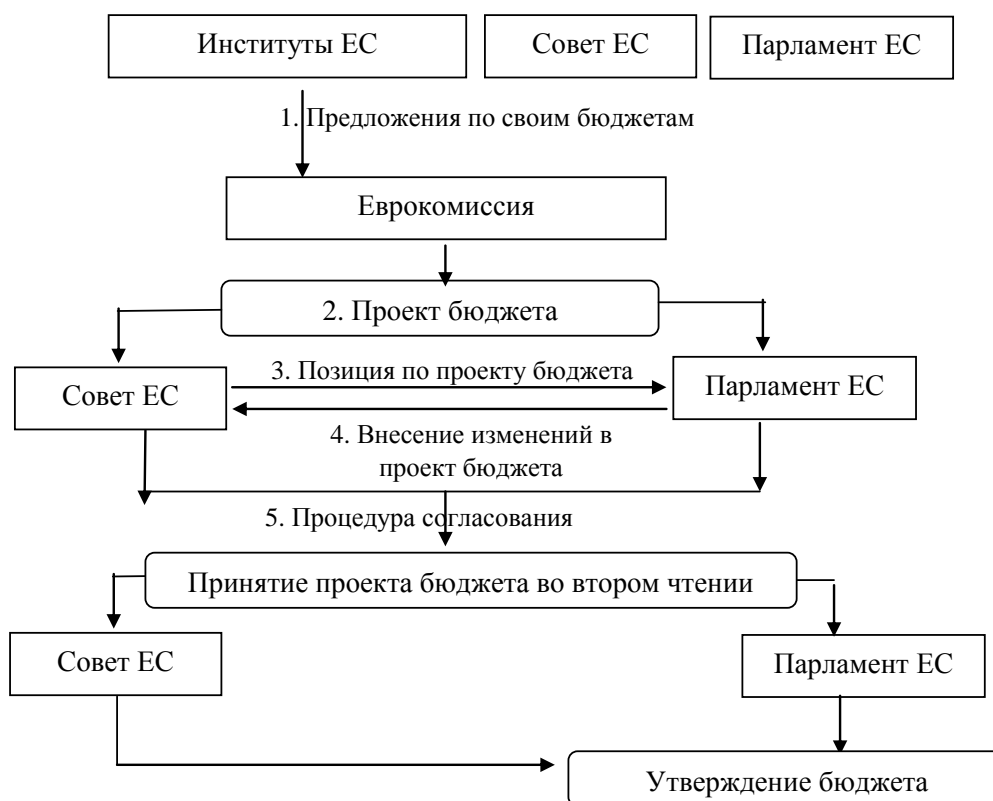 Институты ЕС
Совет ЕС
Парламент ЕС
1. Предложения по своим бюджетам
Еврокомиссия
2. Проект бюджета
Совет ЕС
3. Позиция по проекту бюджета
Парламент ЕС
4. Внесение изменений в
проект бюджета
5. Процедура согласования
Принятие проекта бюджета во втором чтении
Совет ЕС
Парламент ЕС
Утверждение бюджета